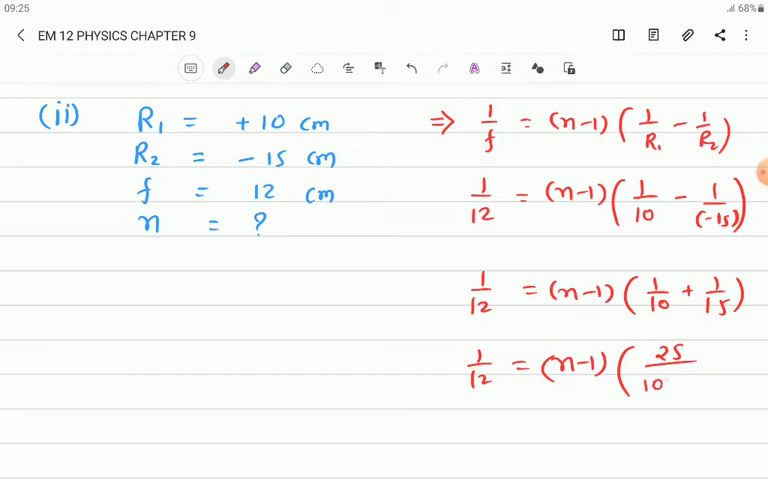 09:25 68%
EM 12 PHYSICS CHAPTER 9
(ii) R₁ = +10 cm
R₂ = -15 cm
f = 12 cm
n = ?
⇒ 1/f = (n-1) (1/R₁ - 1/R₂)
1/12 = (n-1) (1/10 - 1/(-15))
1/12 = (n-1) (1/10 + 1/15)
1/12 = (n-1) (25/10